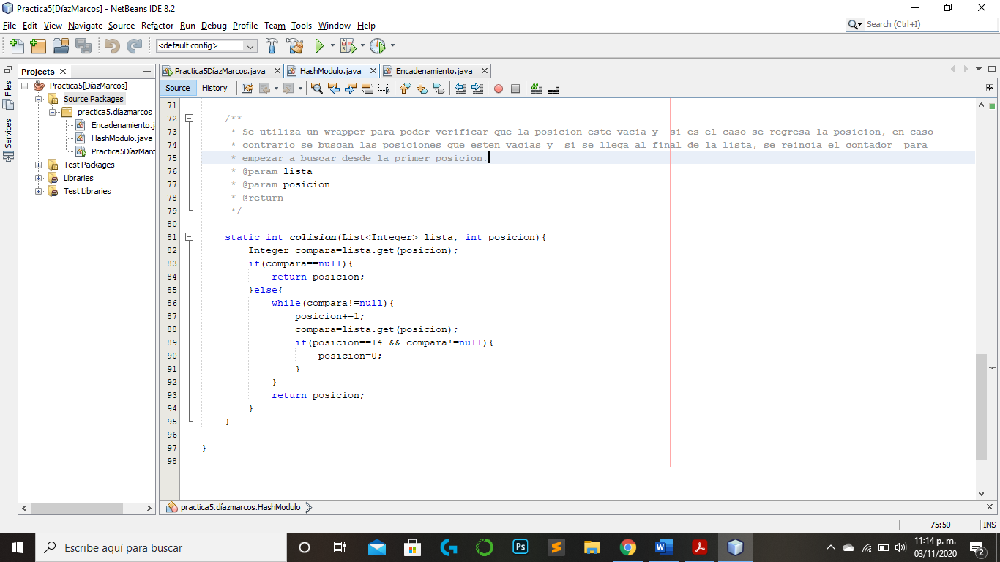 Practica5[DíazMarcos] - NetBeans IDE 8.2
File Edit View Navigate Source Refactor Run Debug Profile Team Tools Window Help
Search (Ctrl+I)
<default config>
Projects
Practica5DíazMarcos.java HashModulo.java Encadenamiento.java
Files
Services
Practica5[DíazMarcos]
Source Packages
practica5.díazmarcos
Encadenamiento.j
HashModulo.java
Practica5DíazMarc
Test Packages
Libraries
Test Libraries
Source History
71
72 /**
73 * Se utiliza un wrapper para poder verificar que la posicion este vacia y  si es el caso se regresa la posicion, en caso
74 * contrario se buscan las posiciones que esten vacias y  si se llega al final de la lista, se reincia el contador  para
75 * empezar a buscar desde la primer posicion.
76 * @param lista
77 * @param posicion
78 * @return
79 */
80
81 static int colision(List<Integer> lista, int posicion){
82 Integer compara=lista.get(posicion);
83 if(compara==null){
84 return posicion;
85 }else{
86 while(compara!=null){
87 posicion+=1;
88 compara=lista.get(posicion);
89 if(posicion==14 && compara!=null){
90 posicion=0;
91 }
92 }
93 return posicion;
94 }
95 }
96
97 }
98
practica5.díazmarcos.HashModulo
75:50 INS
Escribe aquí para buscar
Ps
11:14 p. m.
03/11/2020
2